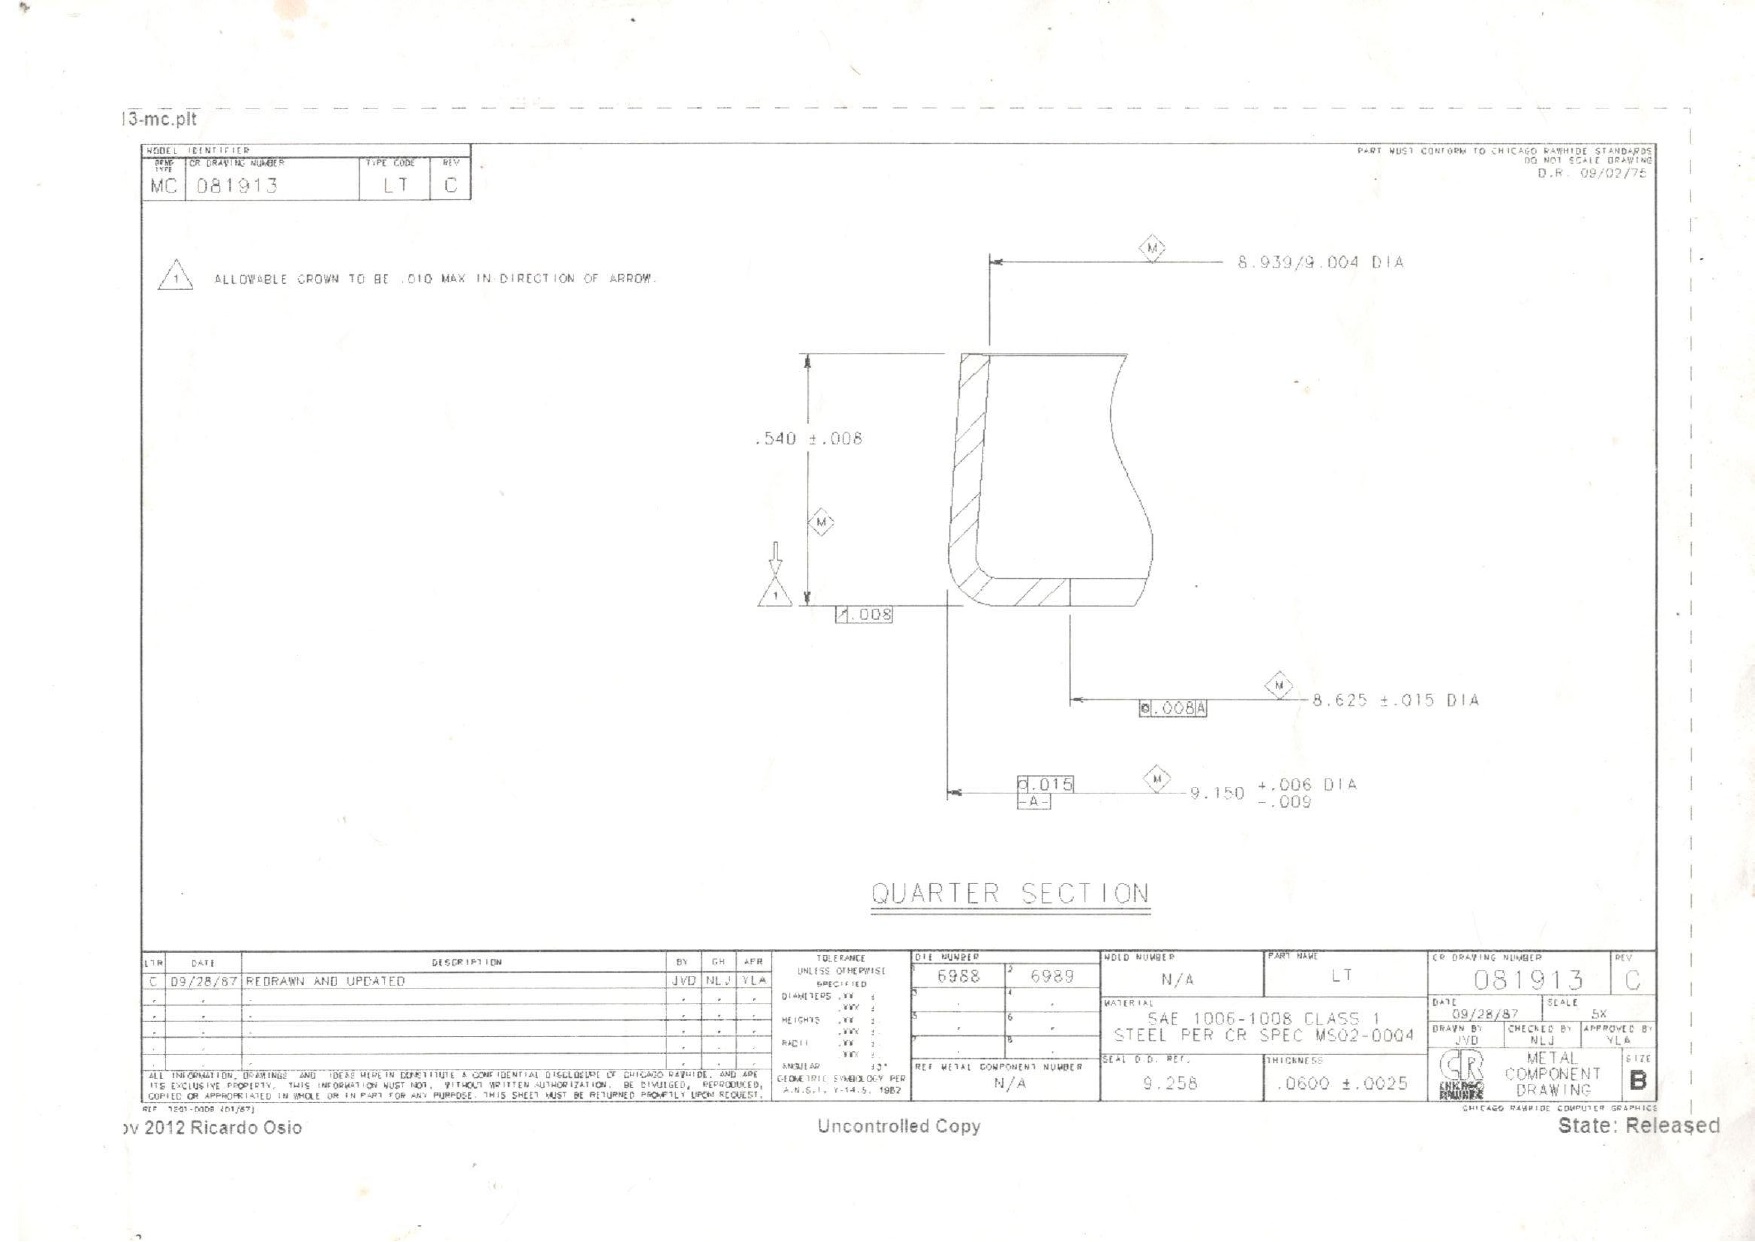 13-mc.plt
MODEL IDENTIFIER
DRWG TYPE CR DRAWING NUMBER TYPE CODE REV
MC 081913 LT C
PART MUST CONFORM TO CHICAGO RAWHIDE STANDARDS
DO NOT SCALE DRAWING
D.R. 09/02/75
1 ALLOWABLE CROWN TO BE .010 MAX IN DIRECTION OF ARROW.
M
8.939/9.004 DIA
.540 ±.008
M
1
.008
M
8.625 ±.015 DIA
.008 A
.015
-A-
M
9.150 +.006 DIA
-.009
QUARTER SECTION
LTR DATE DESCRIPTION BY CH APR
C 09/28/87 REDRAWN AND UPDATED JVD NLJ YLA
TOLERANCE
UNLESS OTHERWISE
SPECIFIED
DIAMETERS .XX ±
.XXX ±
HEIGHTS .XX ±
.XXX ±
RADII .XX ±
XX ±
ANGULAR
GEOMETRIC SYMBOLOGY PER
A.N.S.I. Y-14.5, 1982
DIE NUMBER
1 6988 2 6989
3 4
5 6
7 8
REF METAL COMPONENT NUMBER
N/A
MOLD NUMBER
N/A
PART NAME
LT
MATERIAL
SAE 1006-1008 CLASS 1
STEEL PER CR SPEC MS02-0004
SEAL O.D. REF.
9.258
THICKNESS
.0600 ±.0025
CR DRAWING NUMBER REV
081913 C
DATE SCALE
09/28/87 5X
DRAWN BY CHECKED BY APPROVED BY
JVD NLJ YLA
CR
CHICAGO
RAWHIDE
METAL
COMPONENT
DRAWING
SIZE
B
ALL INFORMATION, DRAWINGS AND IDEAS HEREIN CONSTITUTE A CONFIDENTIAL DISCLOSURE OF CHICAGO RAWHIDE, AND ARE
ITS EXCLUSIVE PROPERTY. THIS INFORMATION MUST NOT, WITHOUT WRITTEN AUTHORIZATION, BE DIVULGED, REPRODUCED,
COPIED OR APPROPRIATED IN WHOLE OR IN PART FOR ANY PURPOSE. THIS SHEET MUST BE RETURNED PROMPTLY UPON REQUEST.
REF 1201-0008 (01/87)
CHICAGO RAWHIDE COMPUTER GRAPHICS
ov 2012 Ricardo Osio
Uncontrolled Copy
State: Released